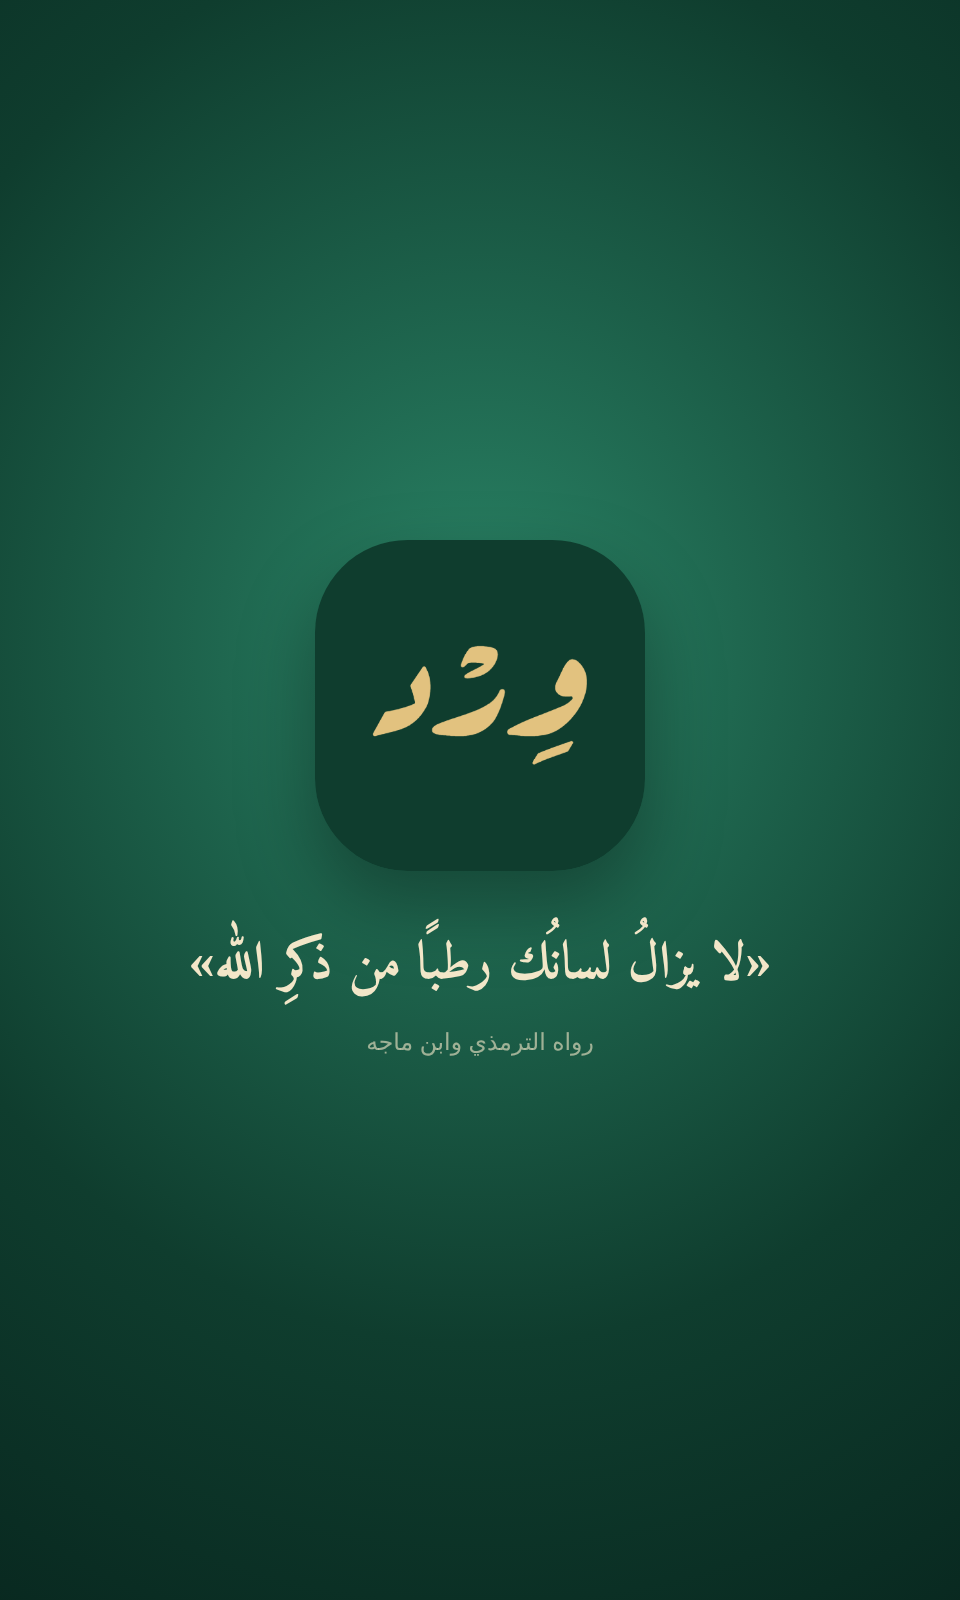 وِرْد
«لا يزالُ لسانُك رطبًا من ذكرِ الله»
رواه الترمذي وابن ماجه